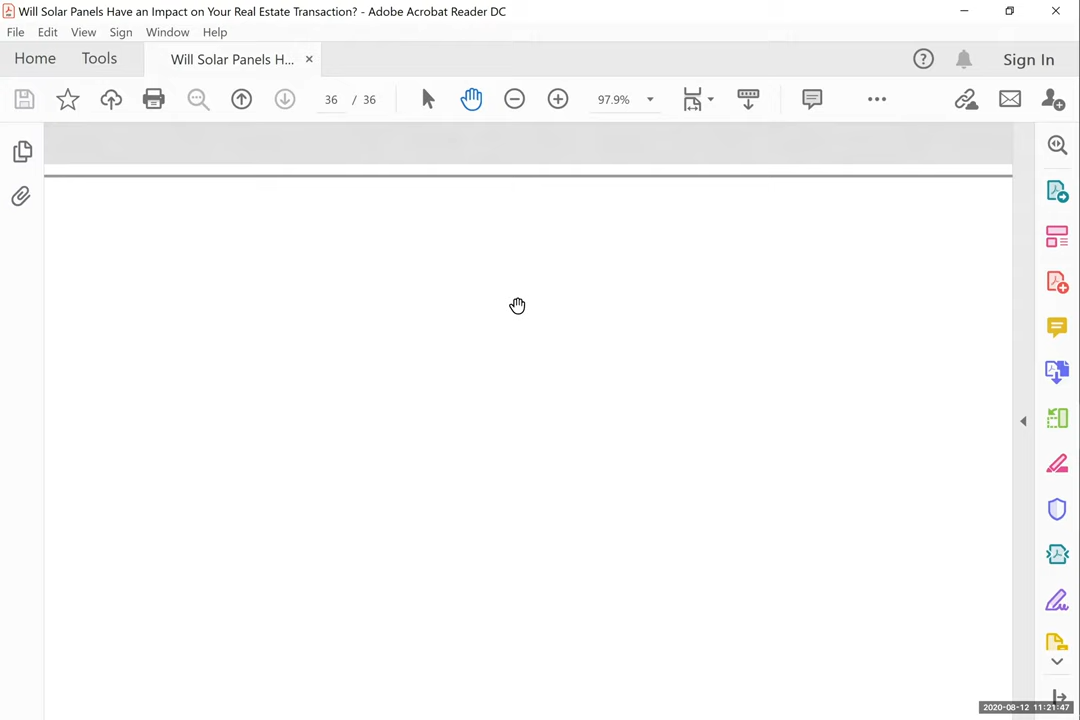 Will Solar Panels Have an Impact on Your Real Estate Transaction? - Adobe Acrobat Reader DC
File Edit View Sign Window Help
Home Tools Will Solar Panels H... × Sign In
36 / 36 97.9%
2020-08-12 11:21:47